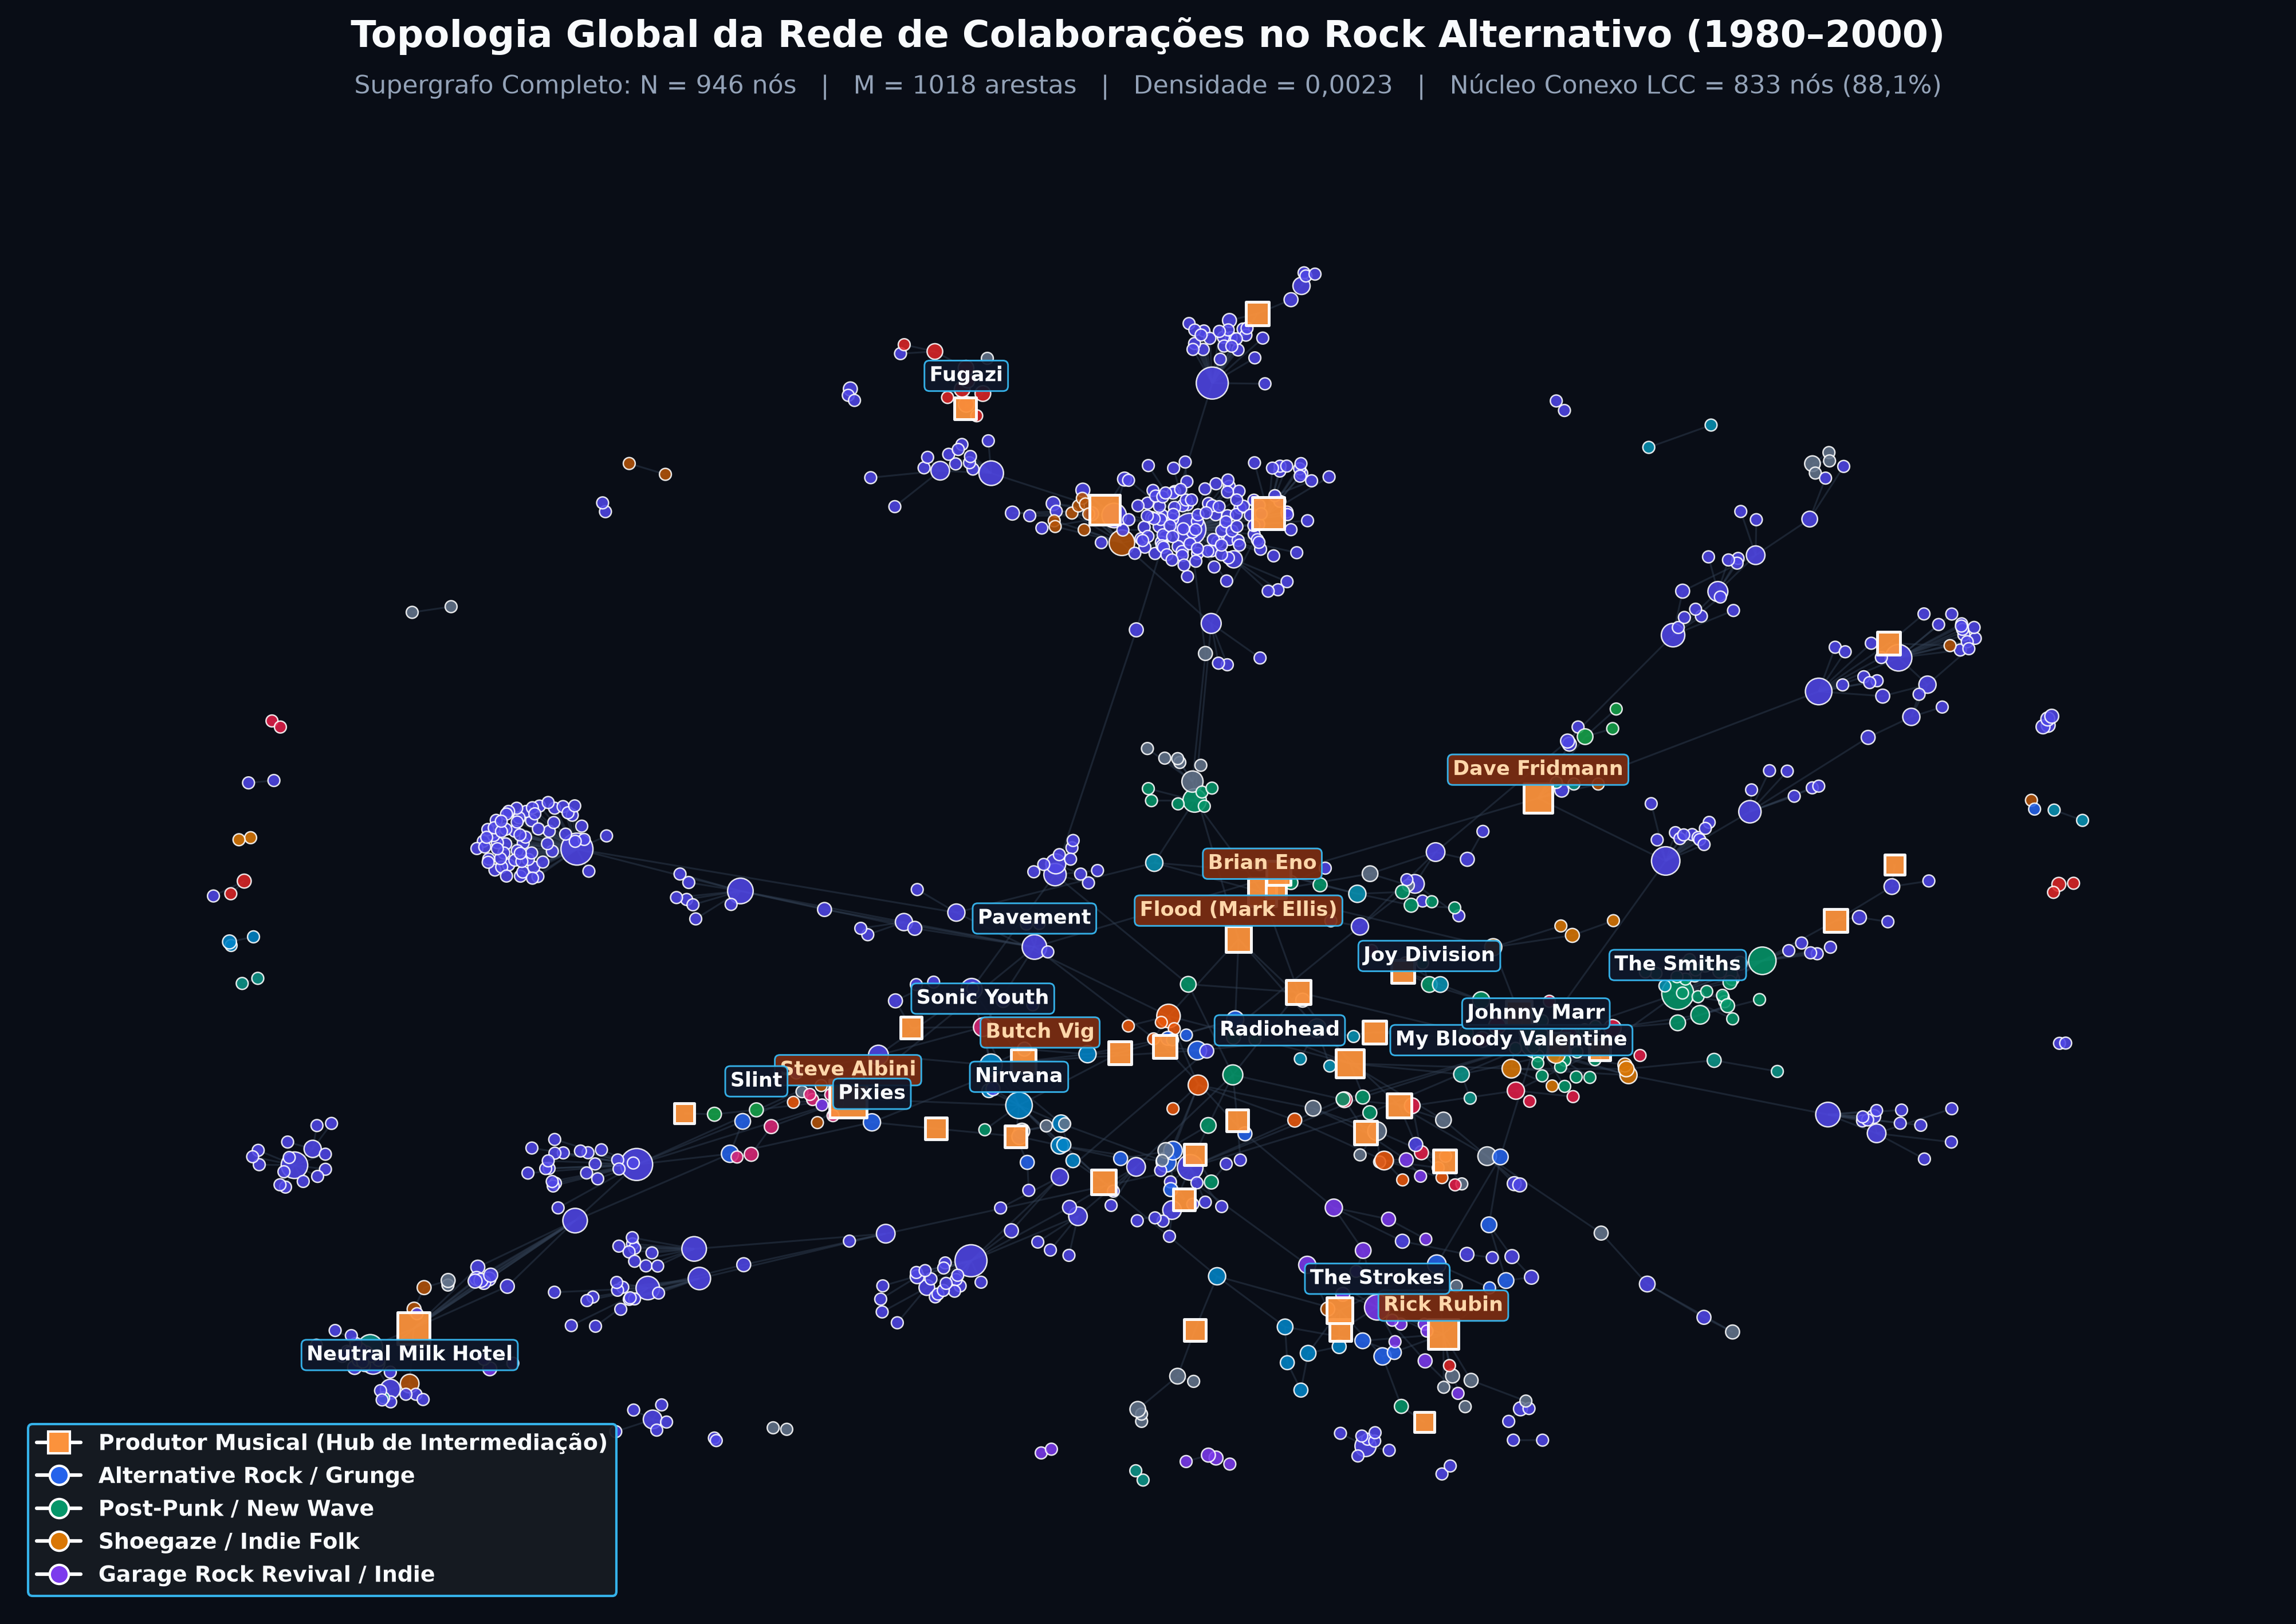 Topologia Global da Rede de Colaborações no Rock Alternativo (1980–2000)
Supergrafo Completo: N = 946 nós | M = 1018 arestas | Densidade = 0,0023 | Núcleo Conexo LCC = 833 nós (88,1%)
Fugazi
Dave Fridmann
Brian Eno
Flood (Mark Ellis)
Pavement
Joy Division
The Smiths
Sonic Youth
Johnny Marr
Butch Vig
Radiohead
My Bloody Valentine
Steve Albini
Slint
Nirvana
Pixies
The Strokes
Rick Rubin
Neutral Milk Hotel
Produtor Musical (Hub de Intermediação)
Alternative Rock / Grunge
Post-Punk / New Wave
Shoegaze / Indie Folk
Garage Rock Revival / Indie